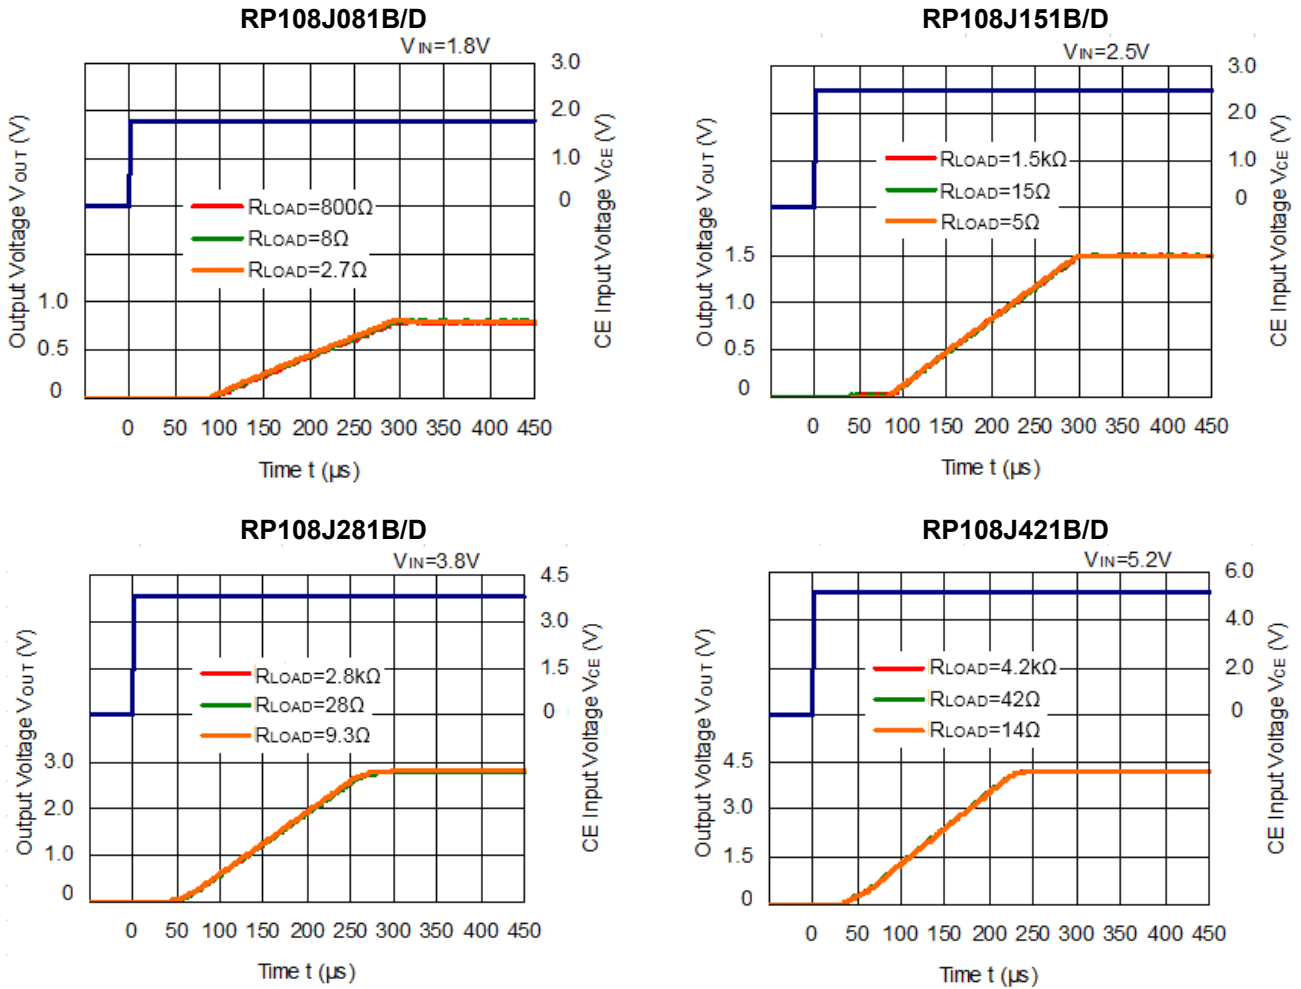 RP108J081B/D
VIN=1.8V
Output Voltage VOUT (V)
CE Input Voltage VCE (V)
3.0
2.0
1.0
0
RLOAD=800Ω
RLOAD=8Ω
RLOAD=2.7Ω
1.0
0.5
0
0 50 100 150 200 250 300 350 400 450
Time t (µs)
RP108J151B/D
VIN=2.5V
Output Voltage VOUT (V)
CE Input Voltage VCE (V)
3.0
2.0
1.0
0
RLOAD=1.5kΩ
RLOAD=15Ω
RLOAD=5Ω
1.5
1.0
0.5
0
0 50 100 150 200 250 300 350 400 450
Time t (µs)
RP108J281B/D
VIN=3.8V
Output Voltage VOUT (V)
CE Input Voltage VCE (V)
4.5
3.0
1.5
0
RLOAD=2.8kΩ
RLOAD=28Ω
RLOAD=9.3Ω
3.0
2.0
1.0
0
0 50 100 150 200 250 300 350 400 450
Time t (µs)
RP108J421B/D
VIN=5.2V
Output Voltage VOUT (V)
CE Input Voltage VCE (V)
6.0
4.0
2.0
0
RLOAD=4.2kΩ
RLOAD=42Ω
RLOAD=14Ω
4.5
3.0
1.5
0
0 50 100 150 200 250 300 350 400 450
Time t (µs)